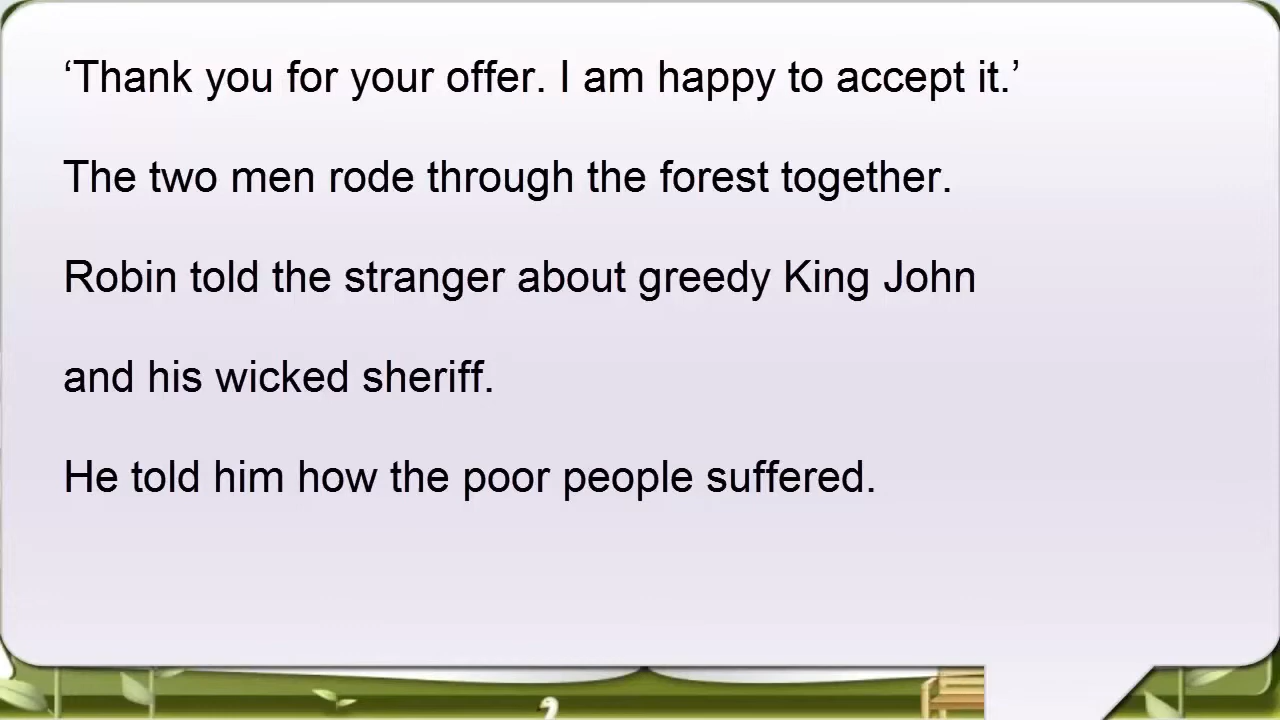 ‘Thank you for your offer. I am happy to accept it.’
The two men rode through the forest together.
Robin told the stranger about greedy King John
and his wicked sheriff.
He told him how the poor people suffered.